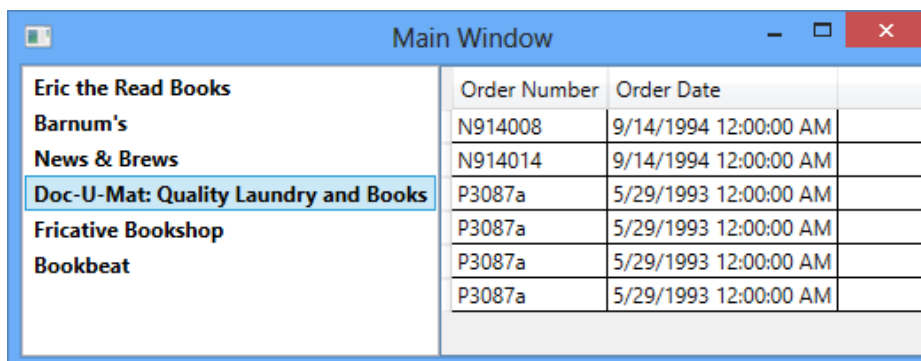 Main Window
Eric the Read Books
Barnum's
News & Brews
Doc-U-Mat: Quality Laundry and Books
Fricative Bookshop
Bookbeat
Order Number Order Date
N914008 9/14/1994 12:00:00 AM
N914014 9/14/1994 12:00:00 AM
P3087a 5/29/1993 12:00:00 AM
P3087a 5/29/1993 12:00:00 AM
P3087a 5/29/1993 12:00:00 AM
P3087a 5/29/1993 12:00:00 AM